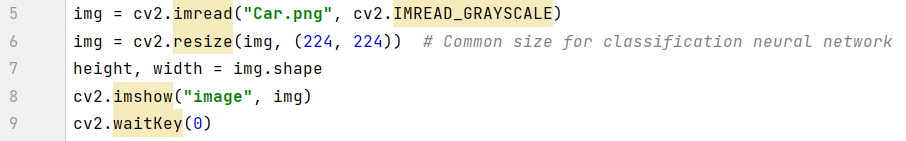 5 img = cv2.imread("Car.png", cv2.IMREAD_GRAYSCALE)
6 img = cv2.resize(img, (224, 224))  # Common size for classification neural network
7 height, width = img.shape
8 cv2.imshow("image", img)
9 cv2.waitKey(0)